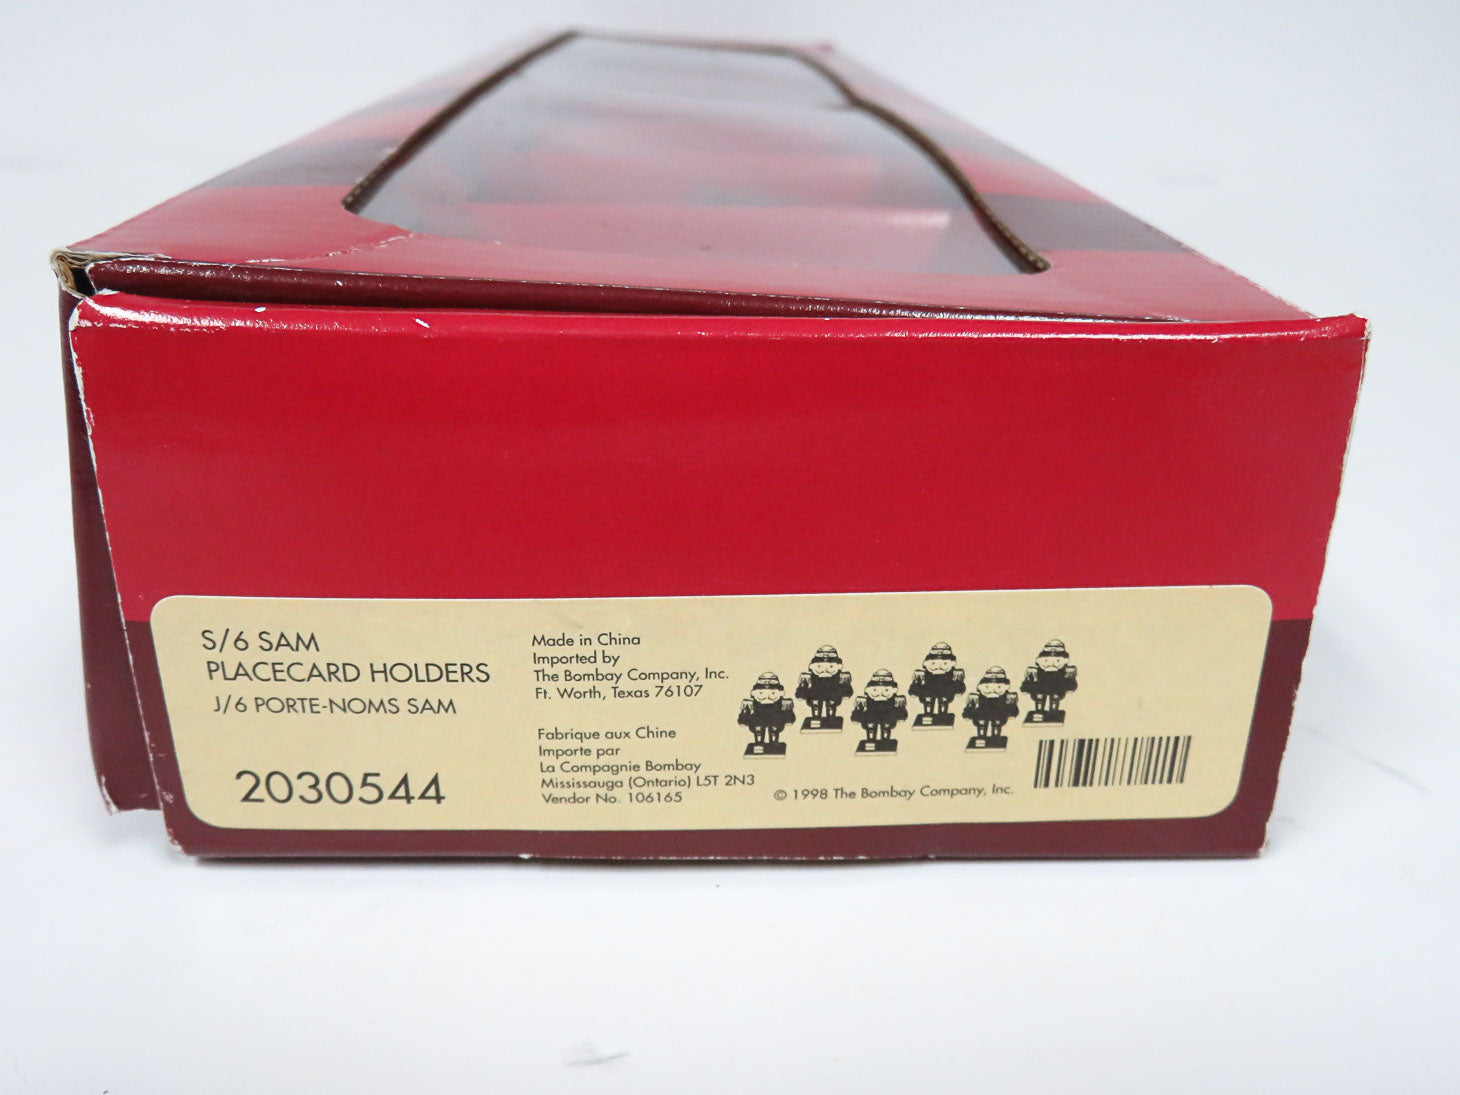 S/6 SAM
PLACECARD HOLDERS
J/6 PORTE-NOMS SAM
2030544
Made in China
Imported by
The Bombay Company, Inc.
Ft. Worth, Texas 76107
Fabrique aux Chine
Importe par
La Compagnie Bombay
Mississauga (Ontario) L5T 2N3
Vendor No. 106165
© 1998 The Bombay Company, Inc.